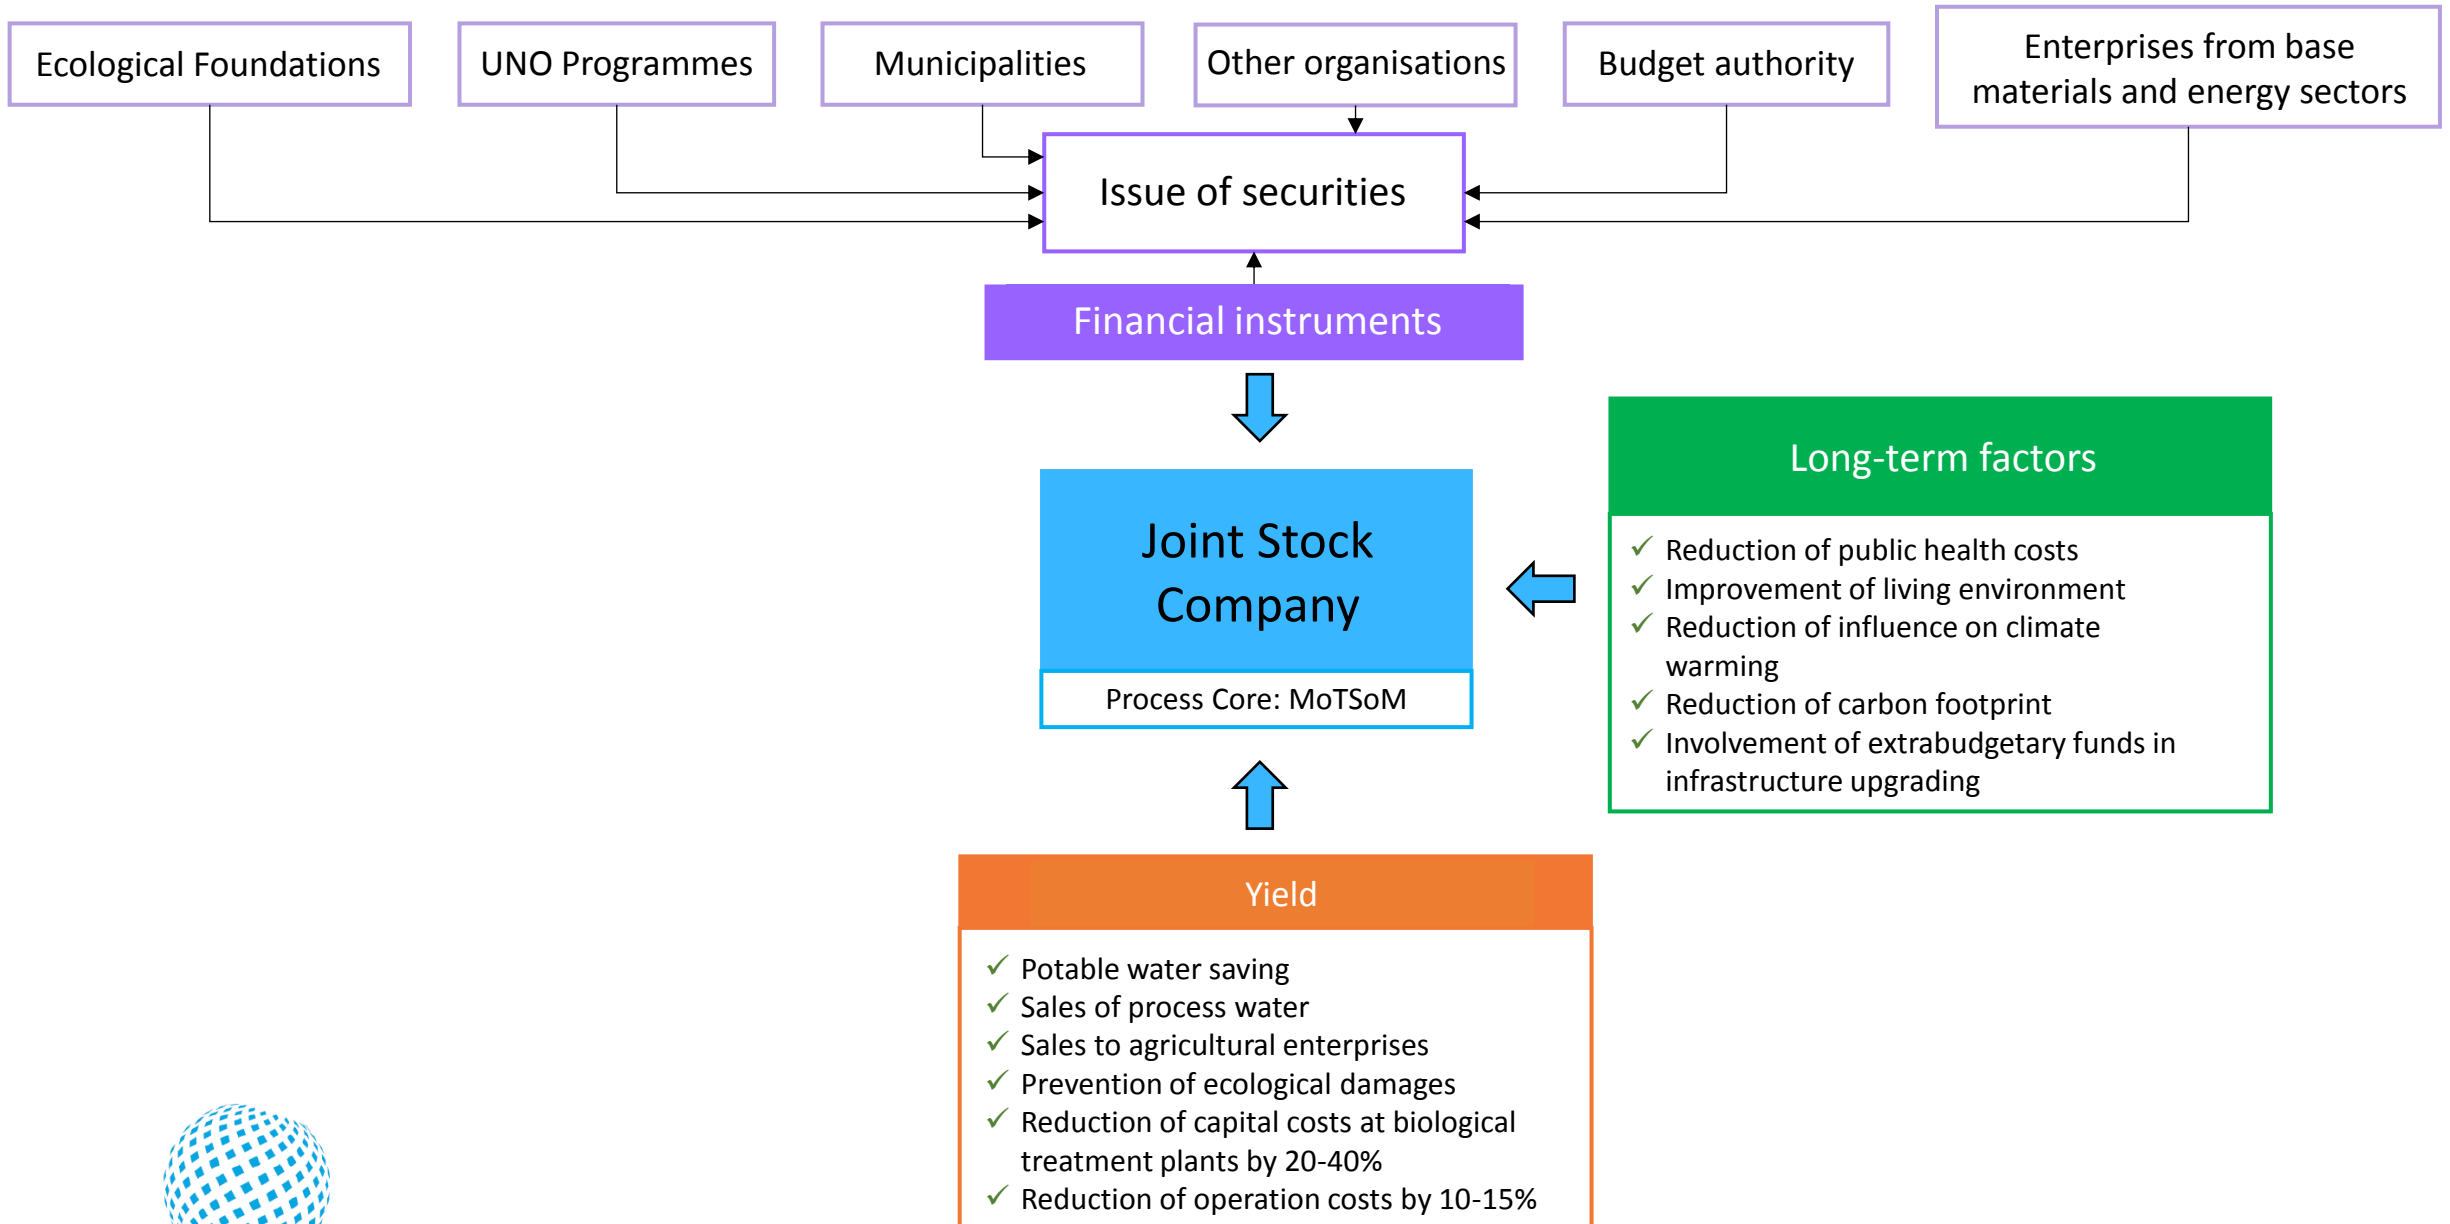 Ecological Foundations
UNO Programmes
Municipalities
Other organisations
Budget authority
Enterprises from base
materials and energy sectors
Issue of securities
Financial instruments
Joint Stock
Company
Process Core: MoTSoM
Long-term factors
✓ Reduction of public health costs
✓ Improvement of living environment
✓ Reduction of influence on climate
warming
✓ Reduction of carbon footprint
✓ Involvement of extrabudgetary funds in
infrastructure upgrading
Yield
✓ Potable water saving
✓ Sales of process water
✓ Sales to agricultural enterprises
✓ Prevention of ecological damages
✓ Reduction of capital costs at biological
treatment plants by 20-40%
✓ Reduction of operation costs by 10-15%